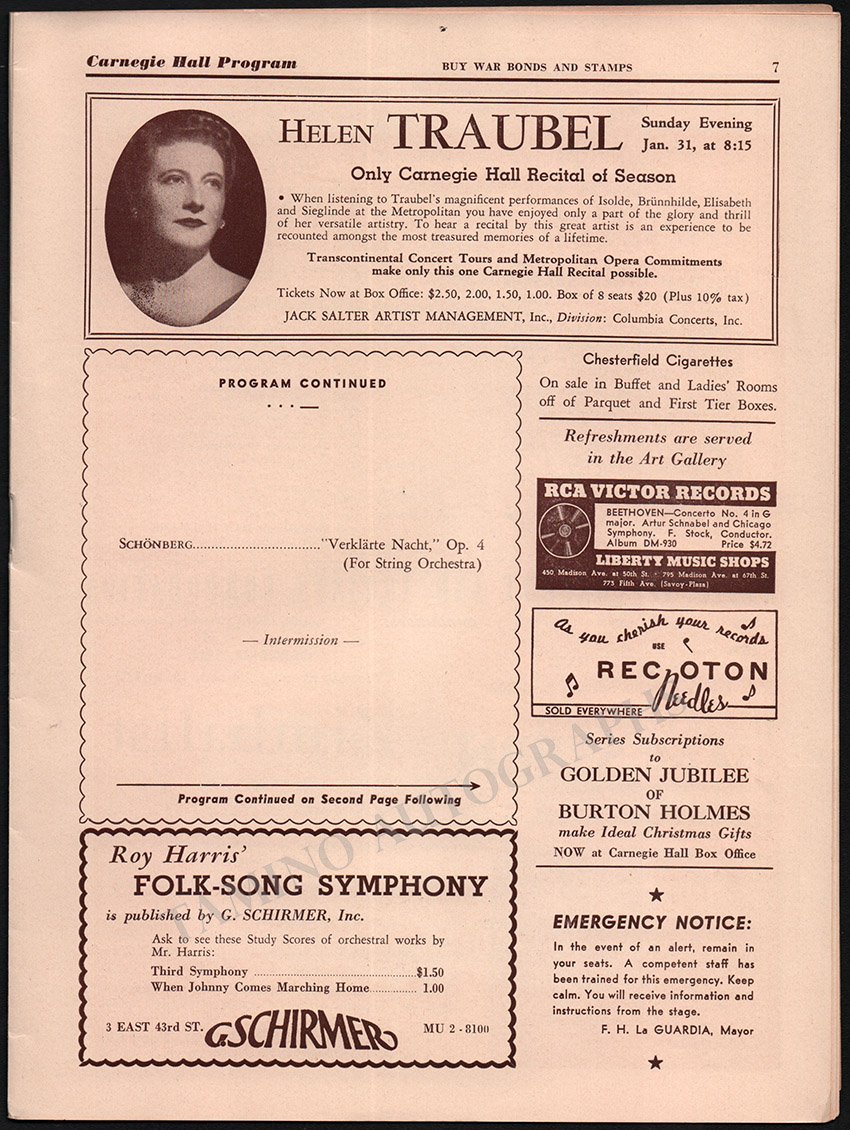 Carnegie Hall Program BUY WAR BONDS AND STAMPS 7
HELEN TRAUBEL
Sunday Evening
Jan. 31, at 8:15
Only Carnegie Hall Recital of Season
• When listening to Traubel's magnificent performances of Isolde, Brünnhilde, Elisabeth
and Sieglinde at the Metropolitan you have enjoyed only a part of the glory and thrill
of her versatile artistry. To hear a recital by this great artist is an experience to be
recounted amongst the most treasured memories of a lifetime.
Transcontinental Concert Tours and Metropolitan Opera Commitments
make only this one Carnegie Hall Recital possible.
Tickets Now at Box Office: $2.50, 2.00, 1.50, 1.00. Box of 8 seats $20 (Plus 10% tax)
JACK SALTER ARTIST MANAGEMENT, Inc., Division: Columbia Concerts, Inc.
PROGRAM CONTINUED
SCHÖNBERG................................"Verklärte Nacht," Op. 4
(For String Orchestra)
— Intermission —
Program Continued on Second Page Following
Roy Harris'
FOLK-SONG SYMPHONY
is published by G. SCHIRMER, Inc.
Ask to see these Study Scores of orchestral works by
Mr. Harris:
Third Symphony ........................................$1.50
When Johnny Comes Marching Home............ 1.00
3 EAST 43rd ST. G. SCHIRMER MU 2-8100
Chesterfield Cigarettes
On sale in Buffet and Ladies' Rooms
off of Parquet and First Tier Boxes.
Refreshments are served
in the Art Gallery
RCA VICTOR RECORDS
BEETHOVEN—Concerto No. 4 in G
major. Artur Schnabel and Chicago
Symphony. F. Stock, Conductor.
Album DM-930 Price $4.72
LIBERTY MUSIC SHOPS
450 Madison Ave. at 50th St. • 795 Madison Ave. at 67th St.
775 Fifth Ave. (Savoy-Plaza)
As you cherish your records
USE
RECOTON
Needles
SOLD EVERYWHERE
Series Subscriptions
to
GOLDEN JUBILEE
OF
BURTON HOLMES
make Ideal Christmas Gifts
NOW at Carnegie Hall Box Office
EMERGENCY NOTICE:
In the event of an alert, remain in
your seats. A competent staff has
been trained for this emergency. Keep
calm. You will receive information and
instructions from the stage.
F. H. La GUARDIA, Mayor
TAMINO AUTOGRAPHS